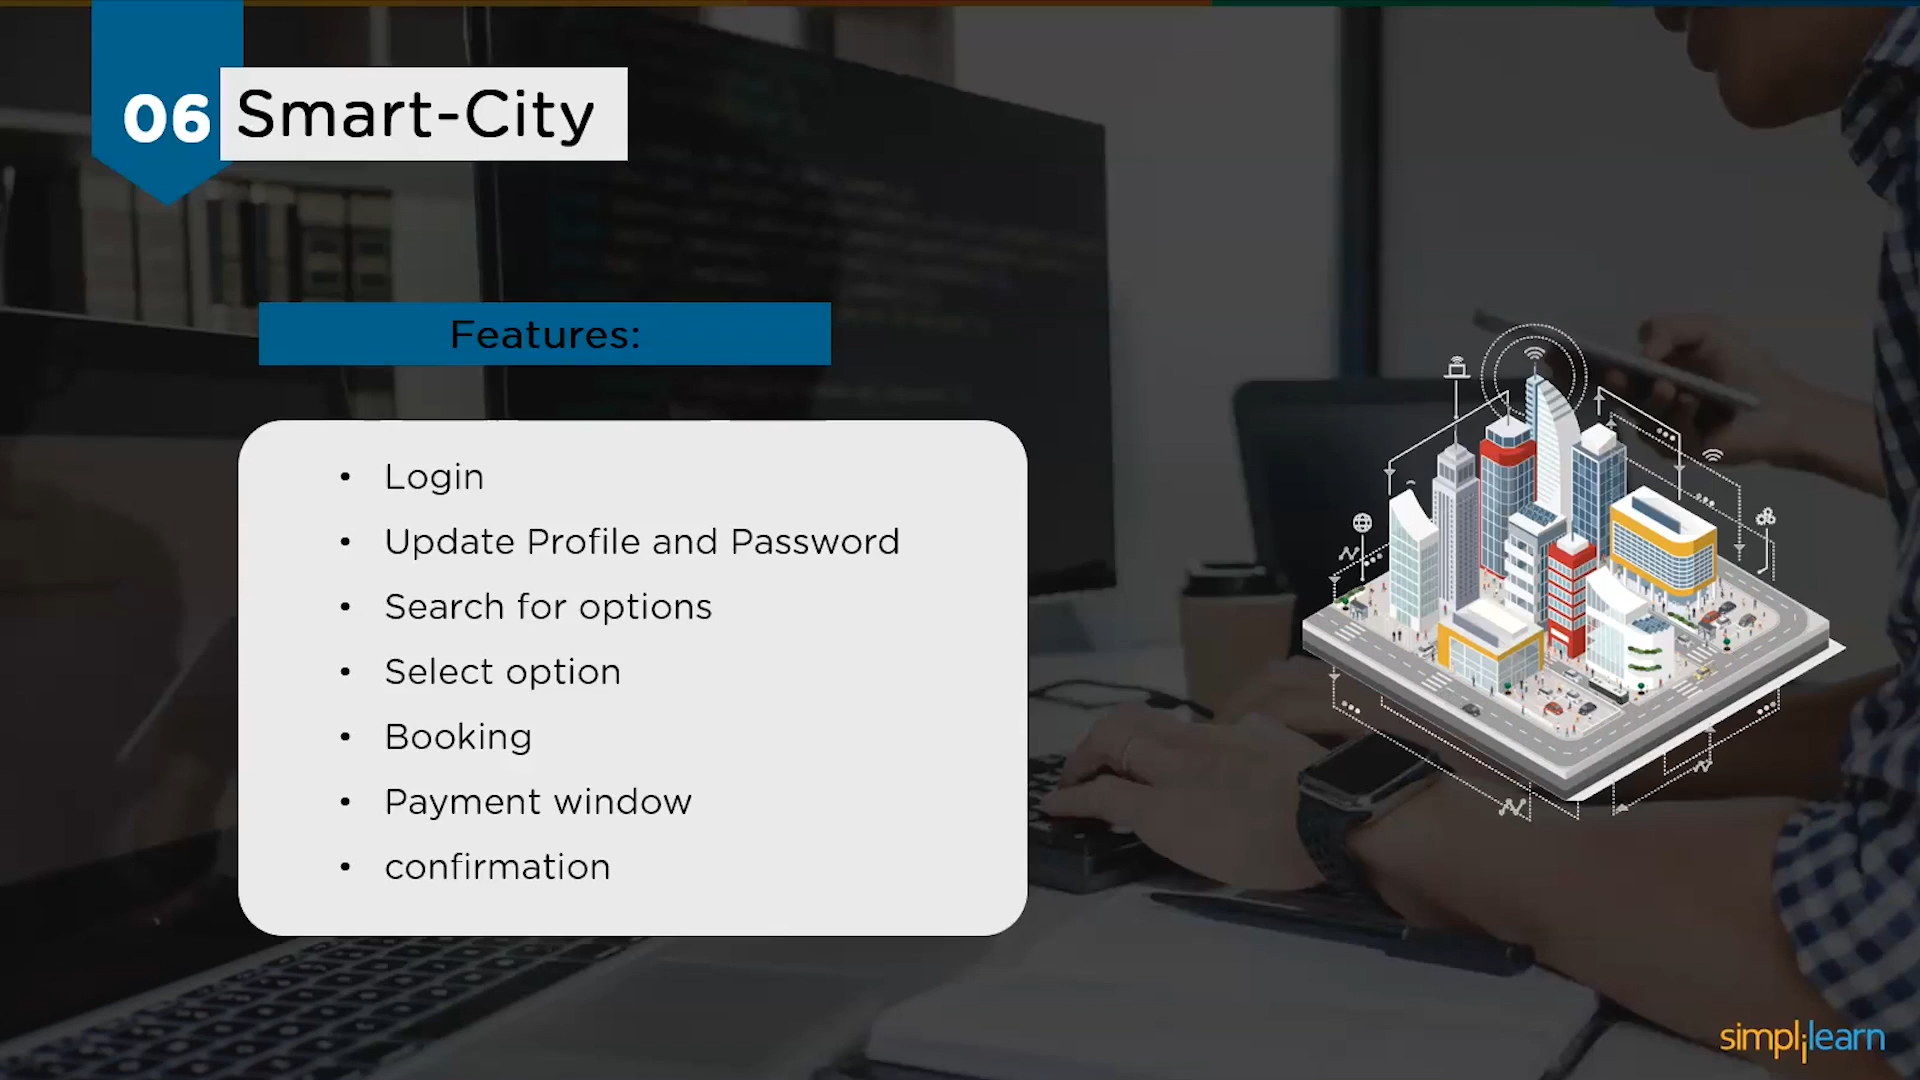 06 Smart-City
Features:
• Login
• Update Profile and Password
• Search for options
• Select option
• Booking
• Payment window
• confirmation
simplilearn